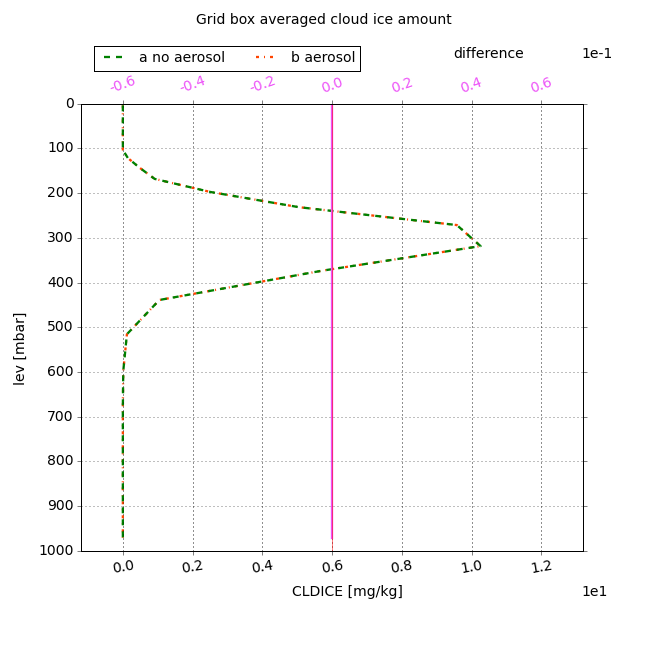 Grid box averaged cloud ice amount
a no aerosol b aerosol difference 1e-1
-0.6 -0.4 -0.2 0.0 0.2 0.4 0.6
0
100
200
300
400
500
600
700
800
900
1000
lev [mbar]
0.0 0.2 0.4 0.6 0.8 1.0 1.2
CLDICE [mg/kg] 1e1